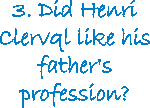 3. Did Henri
Clervql like his
father's
profession?